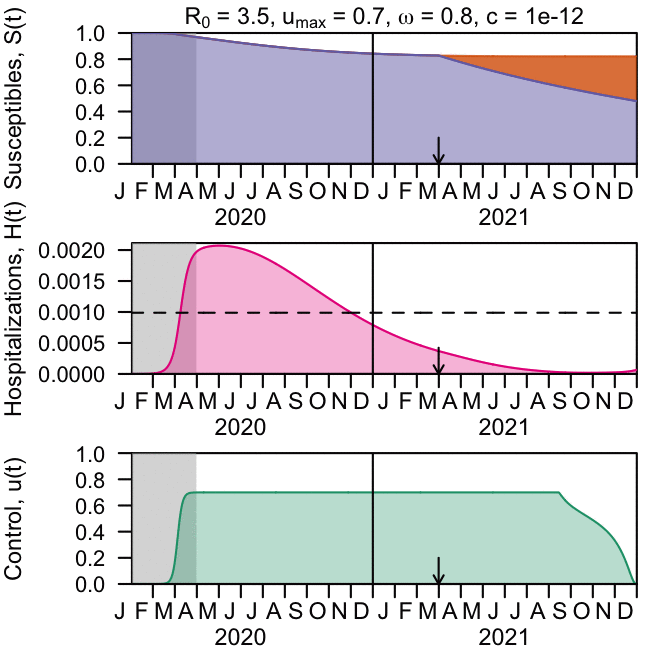 R₀ = 3.5, uₘₐₓ = 0.7, ω = 0.8, c = 1e-12
Susceptibles, S(t)
1.0
0.8
0.6
0.4
0.2
0.0
J F M A M J J A S O N D J F M A M J J A S O N D
2020 2021
Hospitalizations, H(t)
0.0020
0.0015
0.0010
0.0005
0.0000
J F M A M J J A S O N D J F M A M J J A S O N D
2020 2021
Control, u(t)
1.0
0.8
0.6
0.4
0.2
0.0
J F M A M J J A S O N D J F M A M J J A S O N D
2020 2021